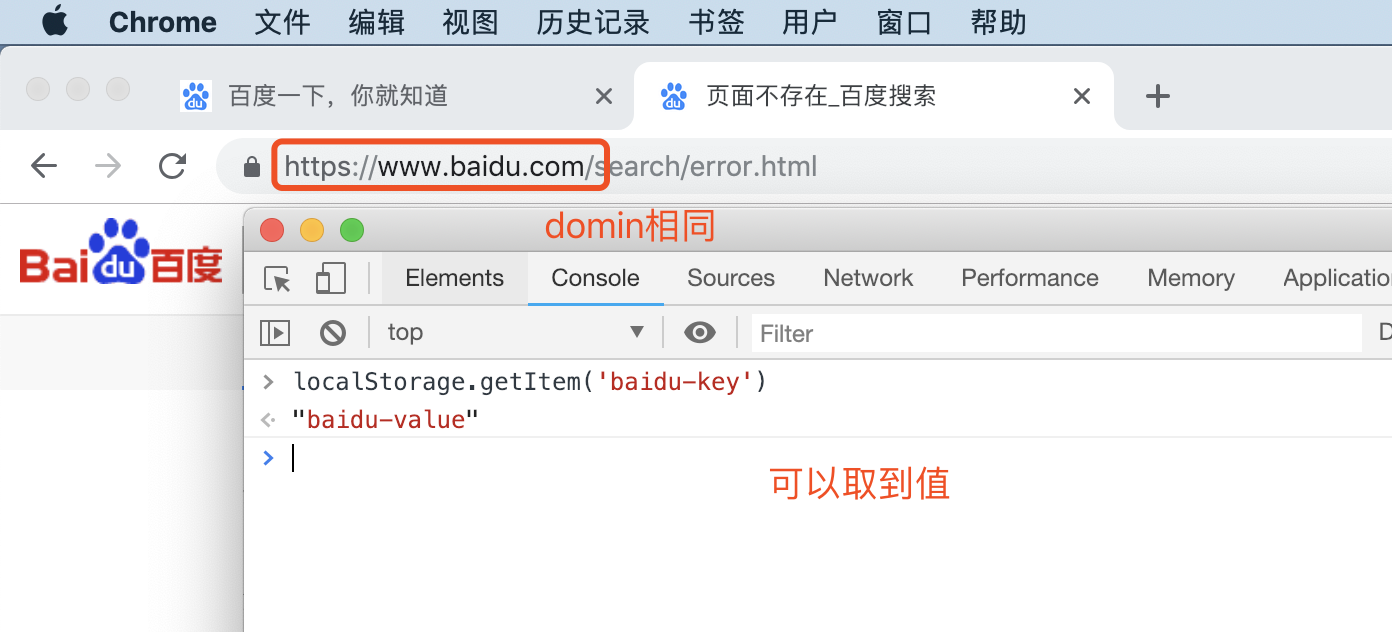 Chrome 文件 编辑 视图 历史记录 书签 用户 窗口 帮助
百度一下，你就知道 页面不存在_百度搜索
https://www.baidu.com/search/error.html
Bai du 百度
domin相同
Elements Console Sources Network Performance Memory Applicatio
top Filter D
> localStorage.getItem('baidu-key')
"baidu-value"
>
可以取到值